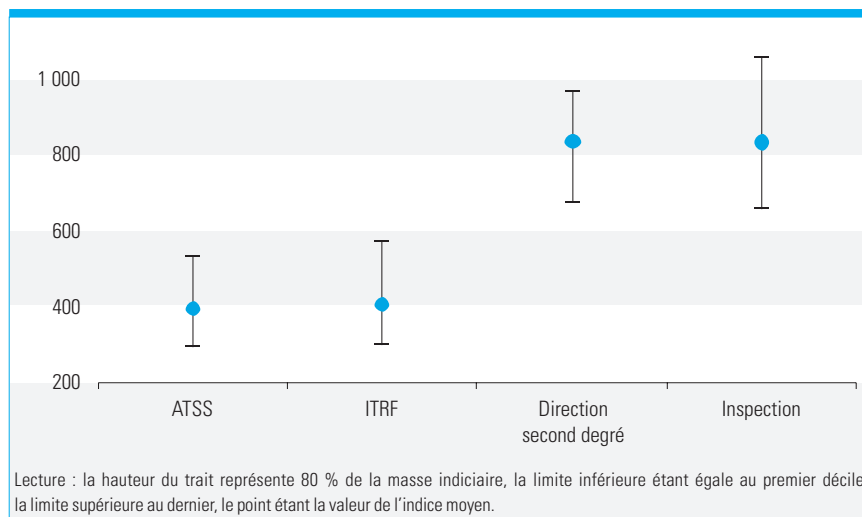 1 000
800
600
400
200
ATSS ITRF Direction Inspection
second degré
Lecture : la hauteur du trait représente 80 % de la masse indiciaire, la limite inférieure étant égale au premier décile
la limite supérieure au dernier, le point étant la valeur de l’indice moyen.